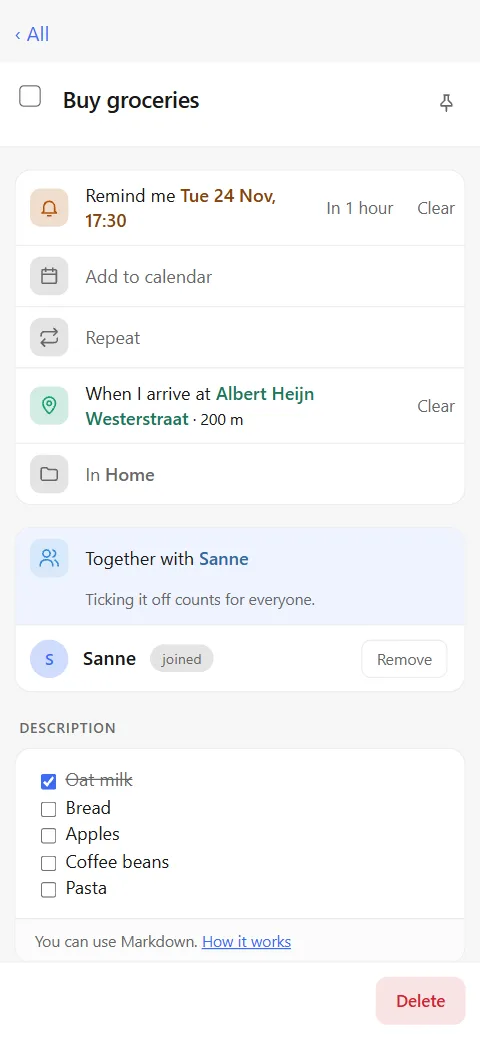 ‹ All
Buy groceries
Remind me Tue 24 Nov,
17:30
In 1 hour
Clear
Add to calendar
Repeat
When I arrive at Albert Heijn
Westerstraat · 200 m
Clear
In Home
Together with Sanne
Ticking it off counts for everyone.
S
Sanne
joined
Remove
DESCRIPTION
Oat milk
Bread
Apples
Coffee beans
Pasta
You can use Markdown. How it works
Delete